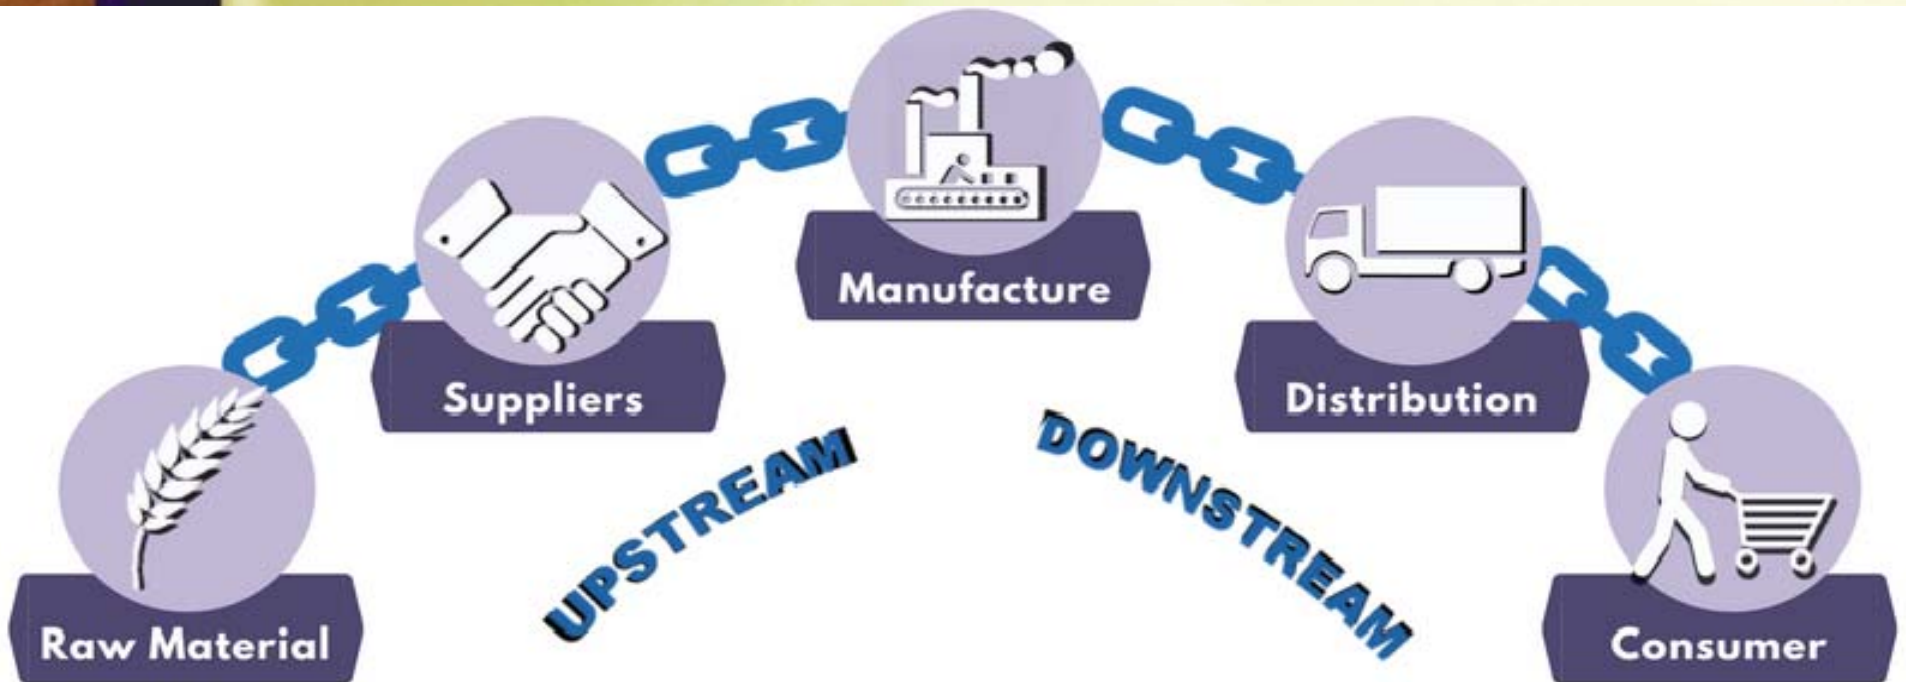 Raw Material
Suppliers
Manufacture
Distribution
Consumer
UPSTREAM
DOWNSTREAM